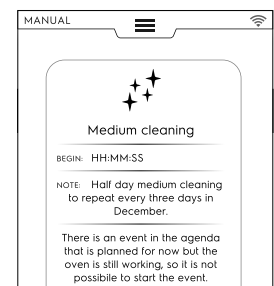 MANUAL
Medium cleaning
BEGIN: HH:MM:SS
NOTE: Half day medium cleaning
to repeat every three days in
December.
There is an event in the agenda
that is planned for now but the
oven is still working, so it is not
possibile to start the event.